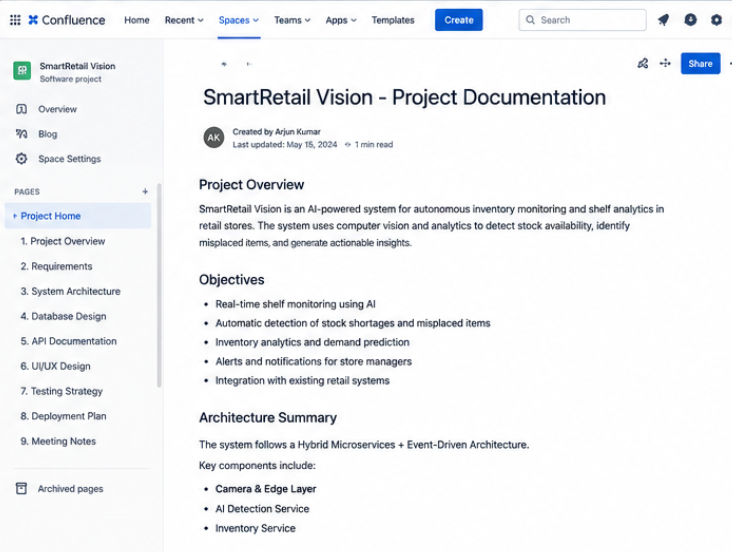 Confluence
Home
Recent
Spaces
Teams
Apps
Templates
Create
Search
SmartRetail Vision
Software project
Overview
Blog
Space Settings
PAGES
+
Project Home
1. Project Overview
2. Requirements
3. System Architecture
4. Database Design
5. API Documentation
6. UI/UX Design
7. Testing Strategy
8. Deployment Plan
9. Meeting Notes
Archived pages
Share
SmartRetail Vision - Project Documentation
AK
Created by Arjun Kumar
Last updated: May 15, 2024
1 min read
Project Overview
SmartRetail Vision is an AI-powered system for autonomous inventory monitoring and shelf analytics in
retail stores. The system uses computer vision and analytics to detect stock availability, identify
misplaced items, and generate actionable insights.
Objectives
• Real-time shelf monitoring using AI
• Automatic detection of stock shortages and misplaced items
• Inventory analytics and demand prediction
• Alerts and notifications for store managers
• Integration with existing retail systems
Architecture Summary
The system follows a Hybrid Microservices + Event-Driven Architecture.
Key components include:
• Camera & Edge Layer
• AI Detection Service
• Inventory Service